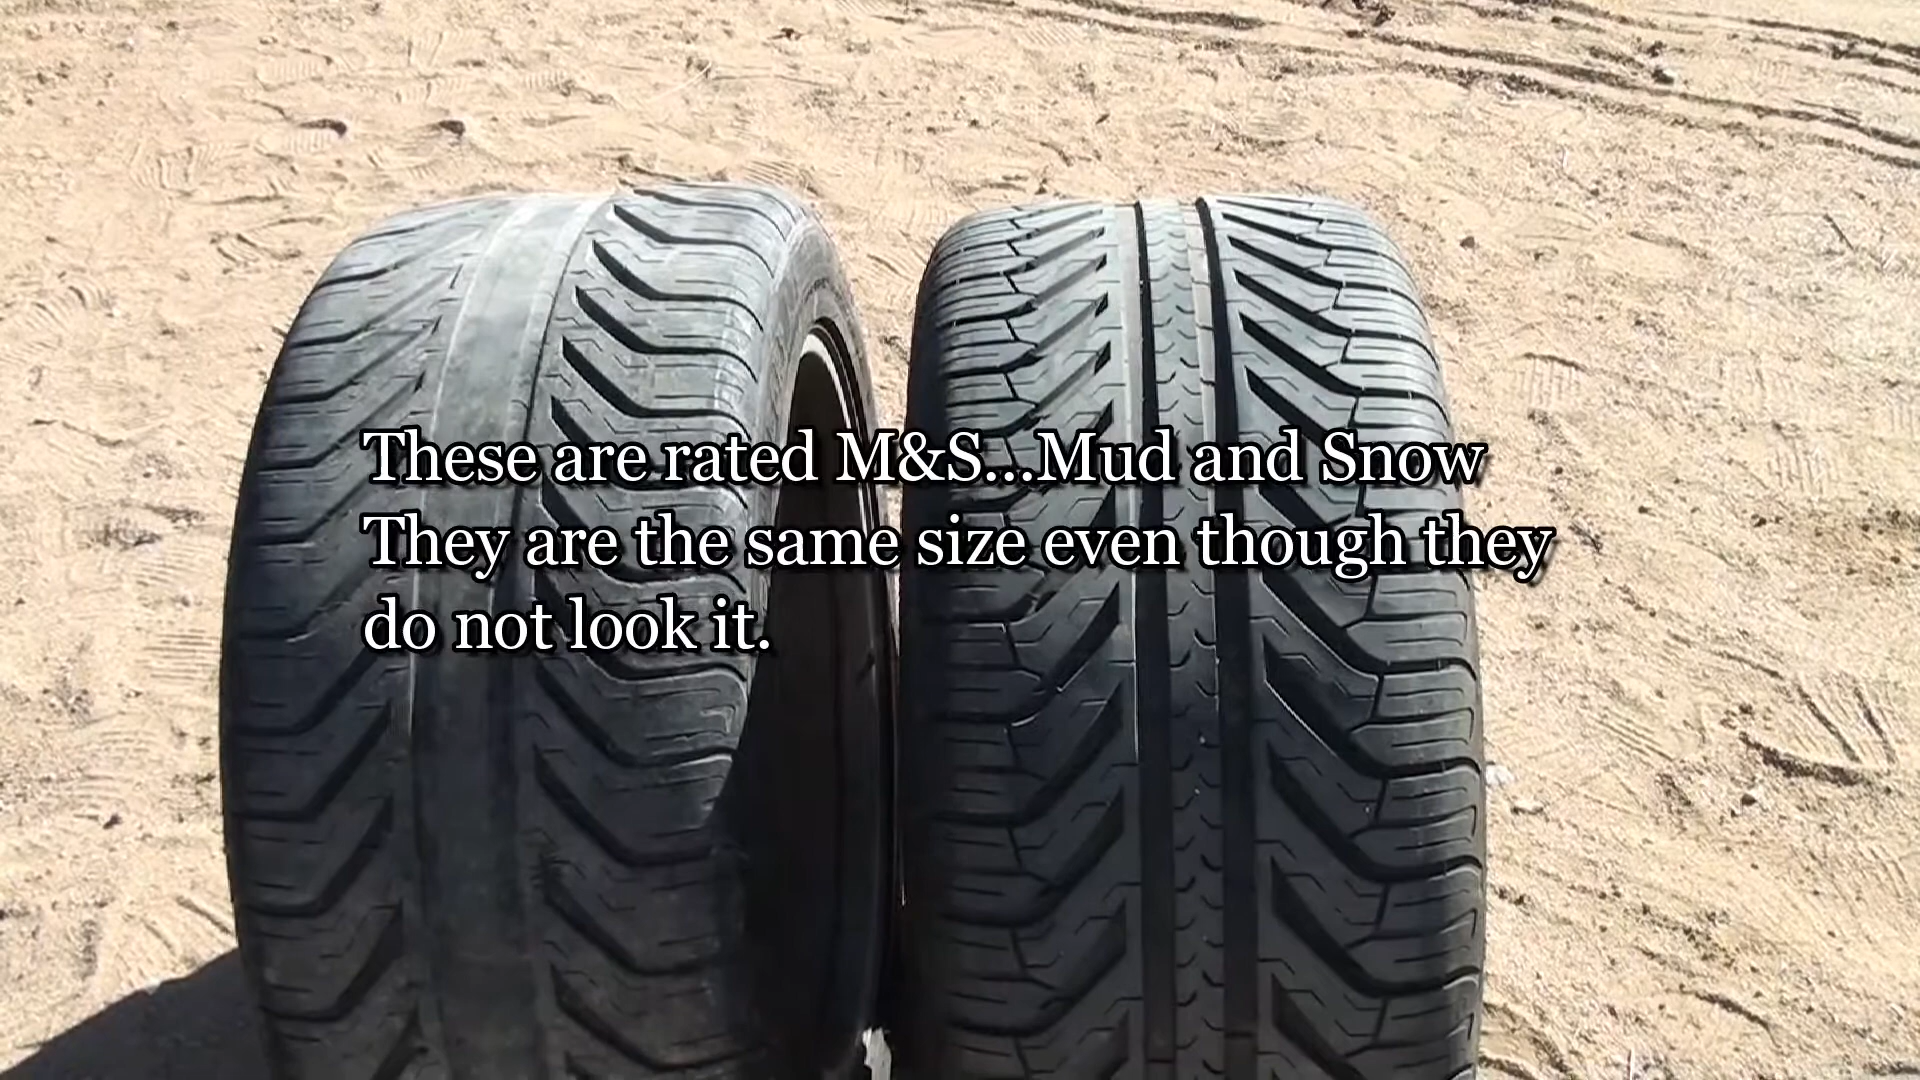 These are rated M&S...Mud and Snow
They are the same size even though they
do not look it.